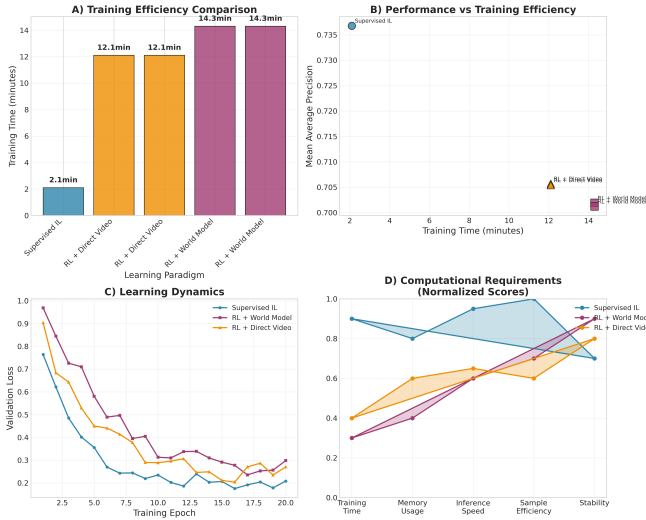 A) Training Efficiency Comparison
Training Time (minutes)
14
12
10
8
6
4
2
0
2.1min
12.1min
12.1min
14.3min
14.3min
Supervised IL
RL + Direct Video
RL + Direct Video
RL + World Model
RL + World Model
Learning Paradigm
B) Performance vs Training Efficiency
Mean Average Precision
0.735
0.730
0.725
0.720
0.715
0.710
0.705
0.700
Supervised IL
RL + Direct Video
RL + World Model
2
4
6
8
10
12
14
Training Time (minutes)
C) Learning Dynamics
Validation Loss
1.0
0.9
0.8
0.7
0.6
0.5
0.4
0.3
0.2
Supervised IL
RL + World Model
RL + Direct Video
2.5
5.0
7.5
10.0
12.5
15.0
17.5
20.0
Training Epoch
D) Computational Requirements
(Normalized Scores)
1.0
0.8
0.6
0.4
0.2
0.0
Supervised IL
RL + World Mod
RL + Direct Vid
Training
Time
Memory
Usage
Inference
Speed
Sample
Efficiency
Stability